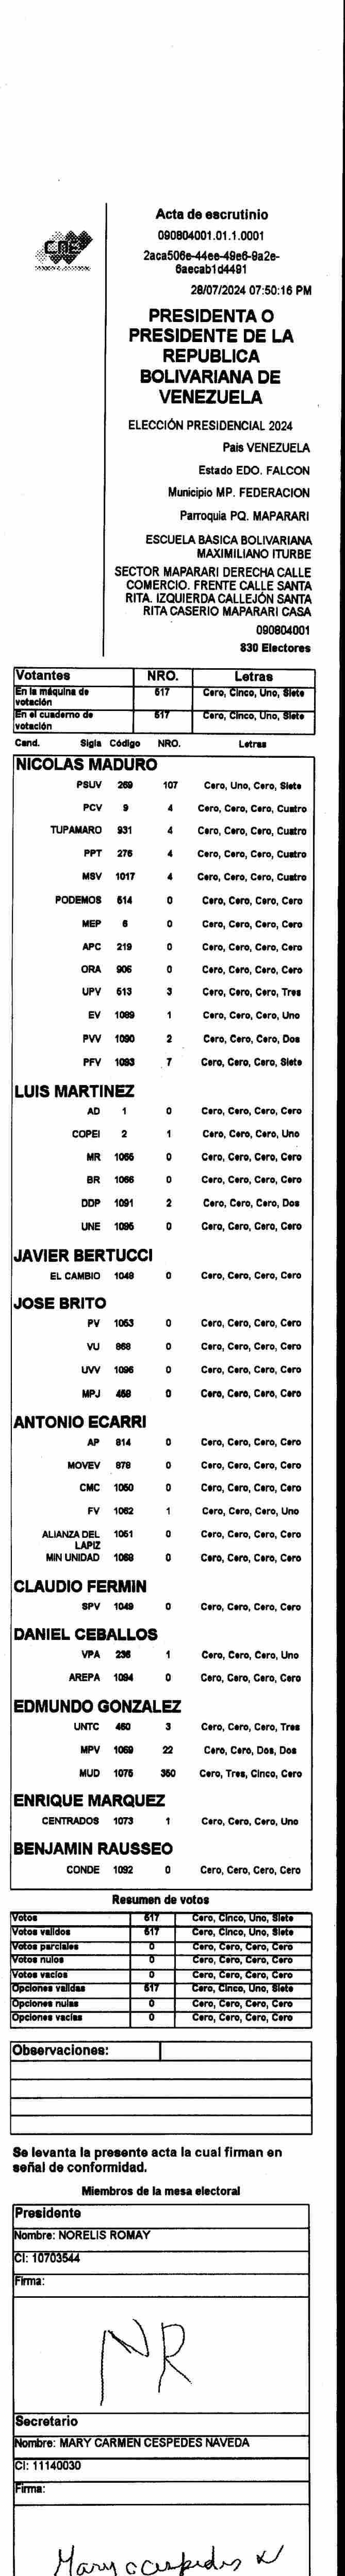 CNE
Acta de escrutinio
090804001.01.1.0001
2aca506e-44ee-49e6-9a2e-
6aecab1d4491
28/07/2024 07:50:16 PM
PRESIDENTA O
PRESIDENTE DE LA
REPUBLICA
BOLIVARIANA DE
VENEZUELA
ELECCIÓN PRESIDENCIAL 2024
Pais VENEZUELA
Estado EDO. FALCON
Municipio MP. FEDERACION
Parroquia PQ. MAPARARI
ESCUELA BASICA BOLIVARIANA
MAXIMILIANO ITURBE
SECTOR MAPARARI DERECHA CALLE
COMERCIO. FRENTE CALLE SANTA
RITA. IZQUIERDA CALLEJÓN SANTA
RITA CASERIO MAPARARI CASA
090804001
830 Electores
Votantes NRO. Letras
En la máquina de votación 517 Cero, Cinco, Uno, Siete
En el cuaderno de votación 517 Cero, Cinco, Uno, Siete
Cand. Sigla Código NRO. Letras
NICOLAS MADURO
PSUV 269 107 Cero, Uno, Cero, Siete
PCV 9 4 Cero, Cero, Cero, Cuatro
TUPAMARO 931 4 Cero, Cero, Cero, Cuatro
PPT 276 4 Cero, Cero, Cero, Cuatro
MSV 1017 4 Cero, Cero, Cero, Cuatro
PODEMOS 514 0 Cero, Cero, Cero, Cero
MEP 6 0 Cero, Cero, Cero, Cero
APC 219 0 Cero, Cero, Cero, Cero
ORA 906 0 Cero, Cero, Cero, Cero
UPV 513 3 Cero, Cero, Cero, Tres
EV 1089 1 Cero, Cero, Cero, Uno
PVV 1090 2 Cero, Cero, Cero, Dos
PFV 1093 7 Cero, Cero, Cero, Siete
LUIS MARTINEZ
AD 1 0 Cero, Cero, Cero, Cero
COPEI 2 1 Cero, Cero, Cero, Uno
MR 1065 0 Cero, Cero, Cero, Cero
BR 1066 0 Cero, Cero, Cero, Cero
DDP 1091 2 Cero, Cero, Cero, Dos
UNE 1095 0 Cero, Cero, Cero, Cero
JAVIER BERTUCCI
EL CAMBIO 1048 0 Cero, Cero, Cero, Cero
JOSE BRITO
PV 1053 0 Cero, Cero, Cero, Cero
VU 868 0 Cero, Cero, Cero, Cero
UVV 1096 0 Cero, Cero, Cero, Cero
MPJ 458 0 Cero, Cero, Cero, Cero
ANTONIO ECARRI
AP 814 0 Cero, Cero, Cero, Cero
MOVEV 878 0 Cero, Cero, Cero, Cero
CMC 1050 0 Cero, Cero, Cero, Cero
FV 1062 1 Cero, Cero, Cero, Uno
ALIANZA DEL LAPIZ 1051 0 Cero, Cero, Cero, Cero
MIN UNIDAD 1068 0 Cero, Cero, Cero, Cero
CLAUDIO FERMIN
SPV 1049 0 Cero, Cero, Cero, Cero
DANIEL CEBALLOS
VPA 236 1 Cero, Cero, Cero, Uno
AREPA 1094 0 Cero, Cero, Cero, Cero
EDMUNDO GONZALEZ
UNTC 460 3 Cero, Cero, Cero, Tres
MPV 1069 22 Cero, Cero, Dos, Dos
MUD 1075 350 Cero, Tres, Cinco, Cero
ENRIQUE MARQUEZ
CENTRADOS 1073 1 Cero, Cero, Cero, Uno
BENJAMIN RAUSSEO
CONDE 1092 0 Cero, Cero, Cero, Cero
Resumen de votos
Votos 517 Cero, Cinco, Uno, Siete
Votos validos 517 Cero, Cinco, Uno, Siete
Votos parciales 0 Cero, Cero, Cero, Cero
Votos nulos 0 Cero, Cero, Cero, Cero
Votos vacios 0 Cero, Cero, Cero, Cero
Opciones validas 517 Cero, Cinco, Uno, Siete
Opciones nulas 0 Cero, Cero, Cero, Cero
Opciones vacias 0 Cero, Cero, Cero, Cero
Observaciones:
Se levanta la presente acta la cual firman en
señal de conformidad.
Miembros de la mesa electoral
Presidente
Nombre: NORELIS ROMAY
CI: 10703544
Firma:
NR
Secretario
Nombre: MARY CARMEN CESPEDES NAVEDA
CI: 11140030
Firma:
Mary c cespedes N